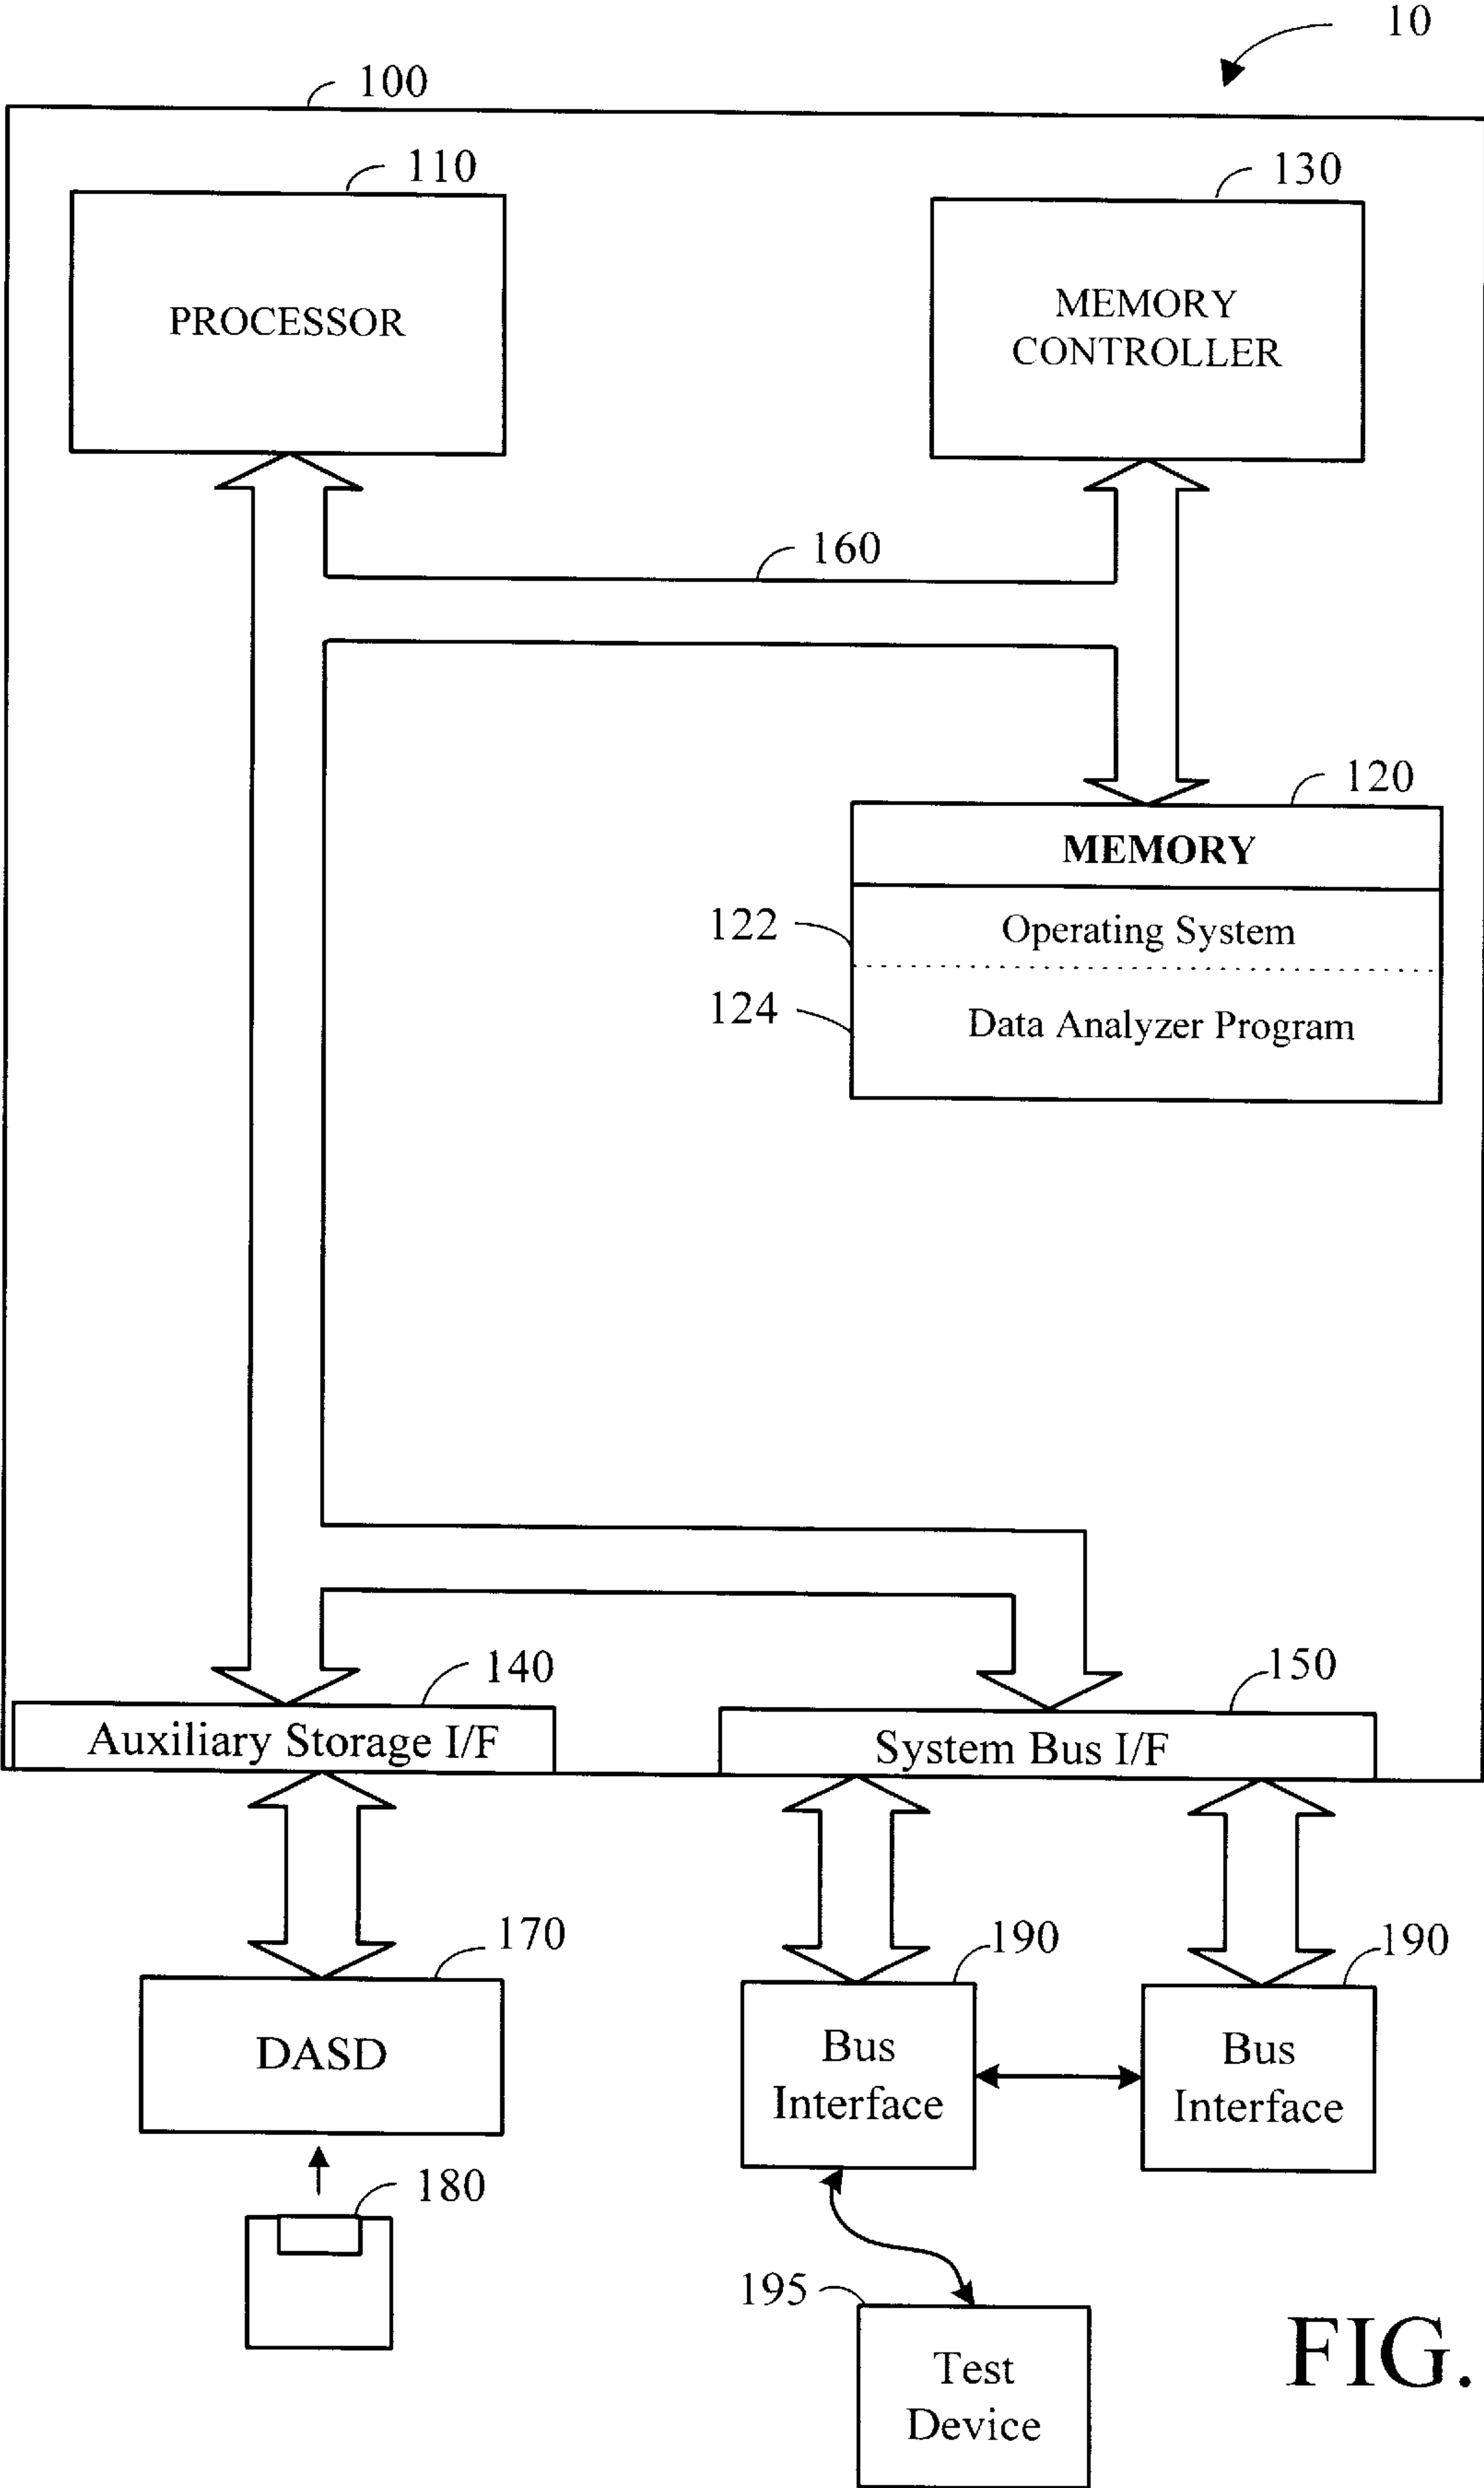 10
100
110
130
PROCESSOR
MEMORY
CONTROLLER
160
120
MEMORY
122
Operating System
124
Data Analyzer Program
140
150
Auxiliary Storage I/F
System Bus I/F
170
190
190
DASD
Bus
Interface
Bus
Interface
180
195
Test
Device
FIG.